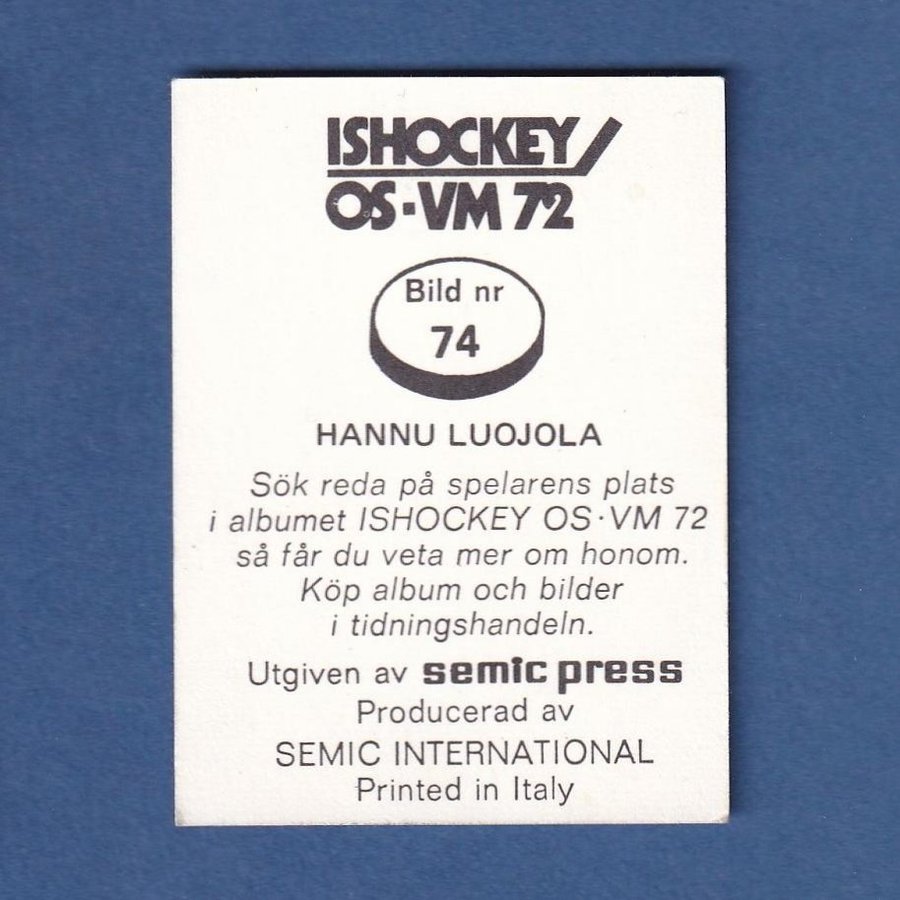 ISHOCKEY
OS·VM 72
Bild nr
74
HANNU LUOJOLA
Sök reda på spelarens plats
i albumet ISHOCKEY OS·VM 72
så får du veta mer om honom.
Köp album och bilder
i tidningshandeln.
Utgiven av semic press
Producerad av
SEMIC INTERNATIONAL
Printed in Italy